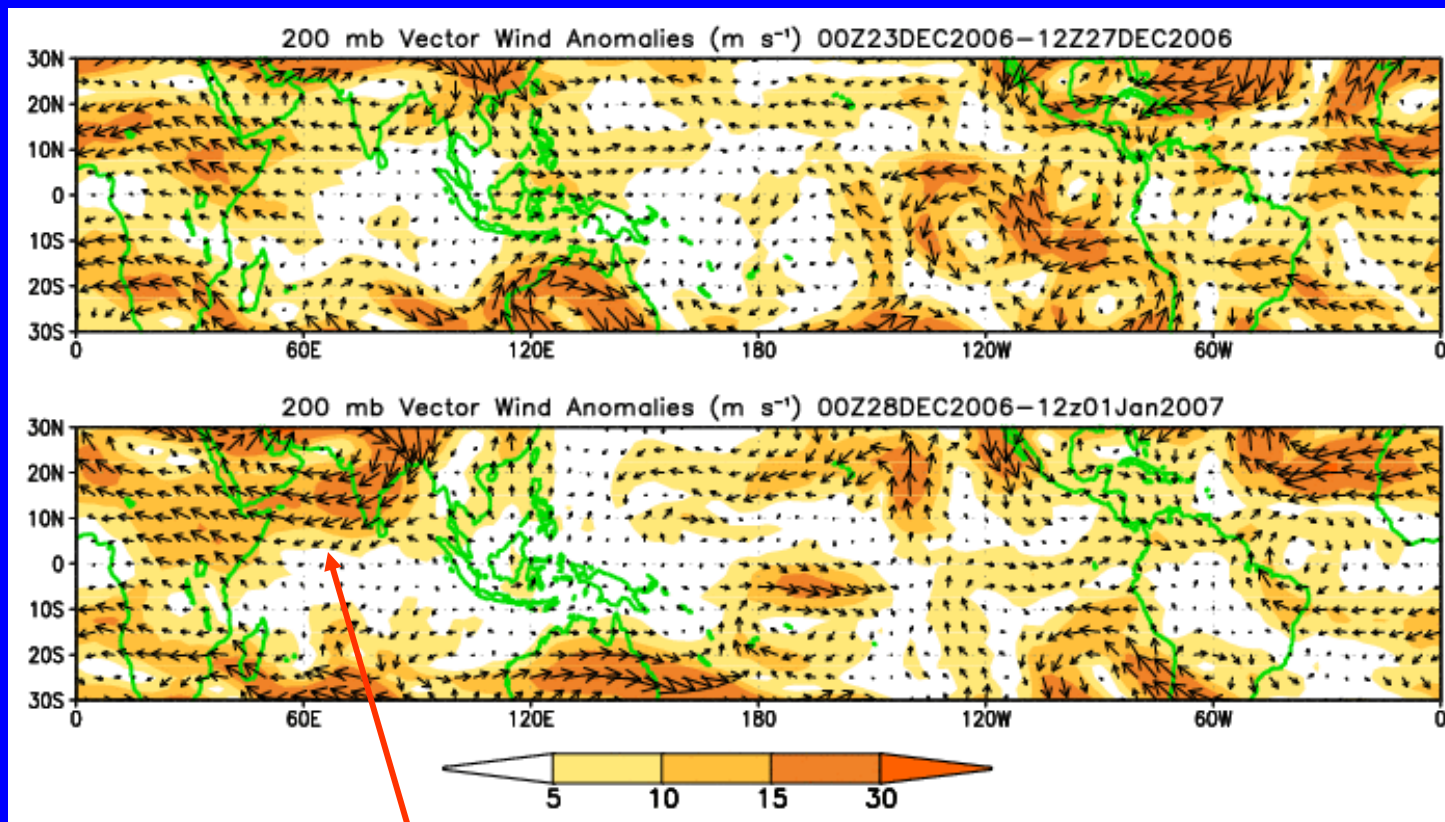 200 mb Vector Wind Anomalies (m s⁻¹) 00Z23DEC2006-12Z27DEC2006
30N
20N
10N
0
10S
20S
30S
0 60E 120E 180 120W 60W 0
200 mb Vector Wind Anomalies (m s⁻¹) 00Z28DEC2006-12z01Jan2007
30N
20N
10N
0
10S
20S
30S
0 60E 120E 180 120W 60W 0
5 10 15 30